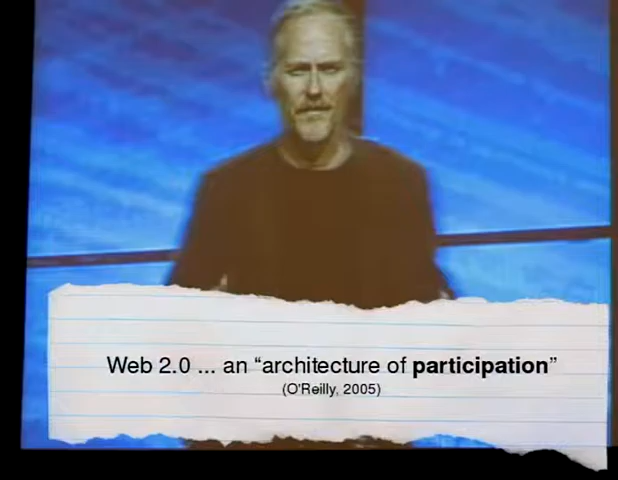 Web 2.0 ... an “architecture of participation”
(O'Reilly, 2005)